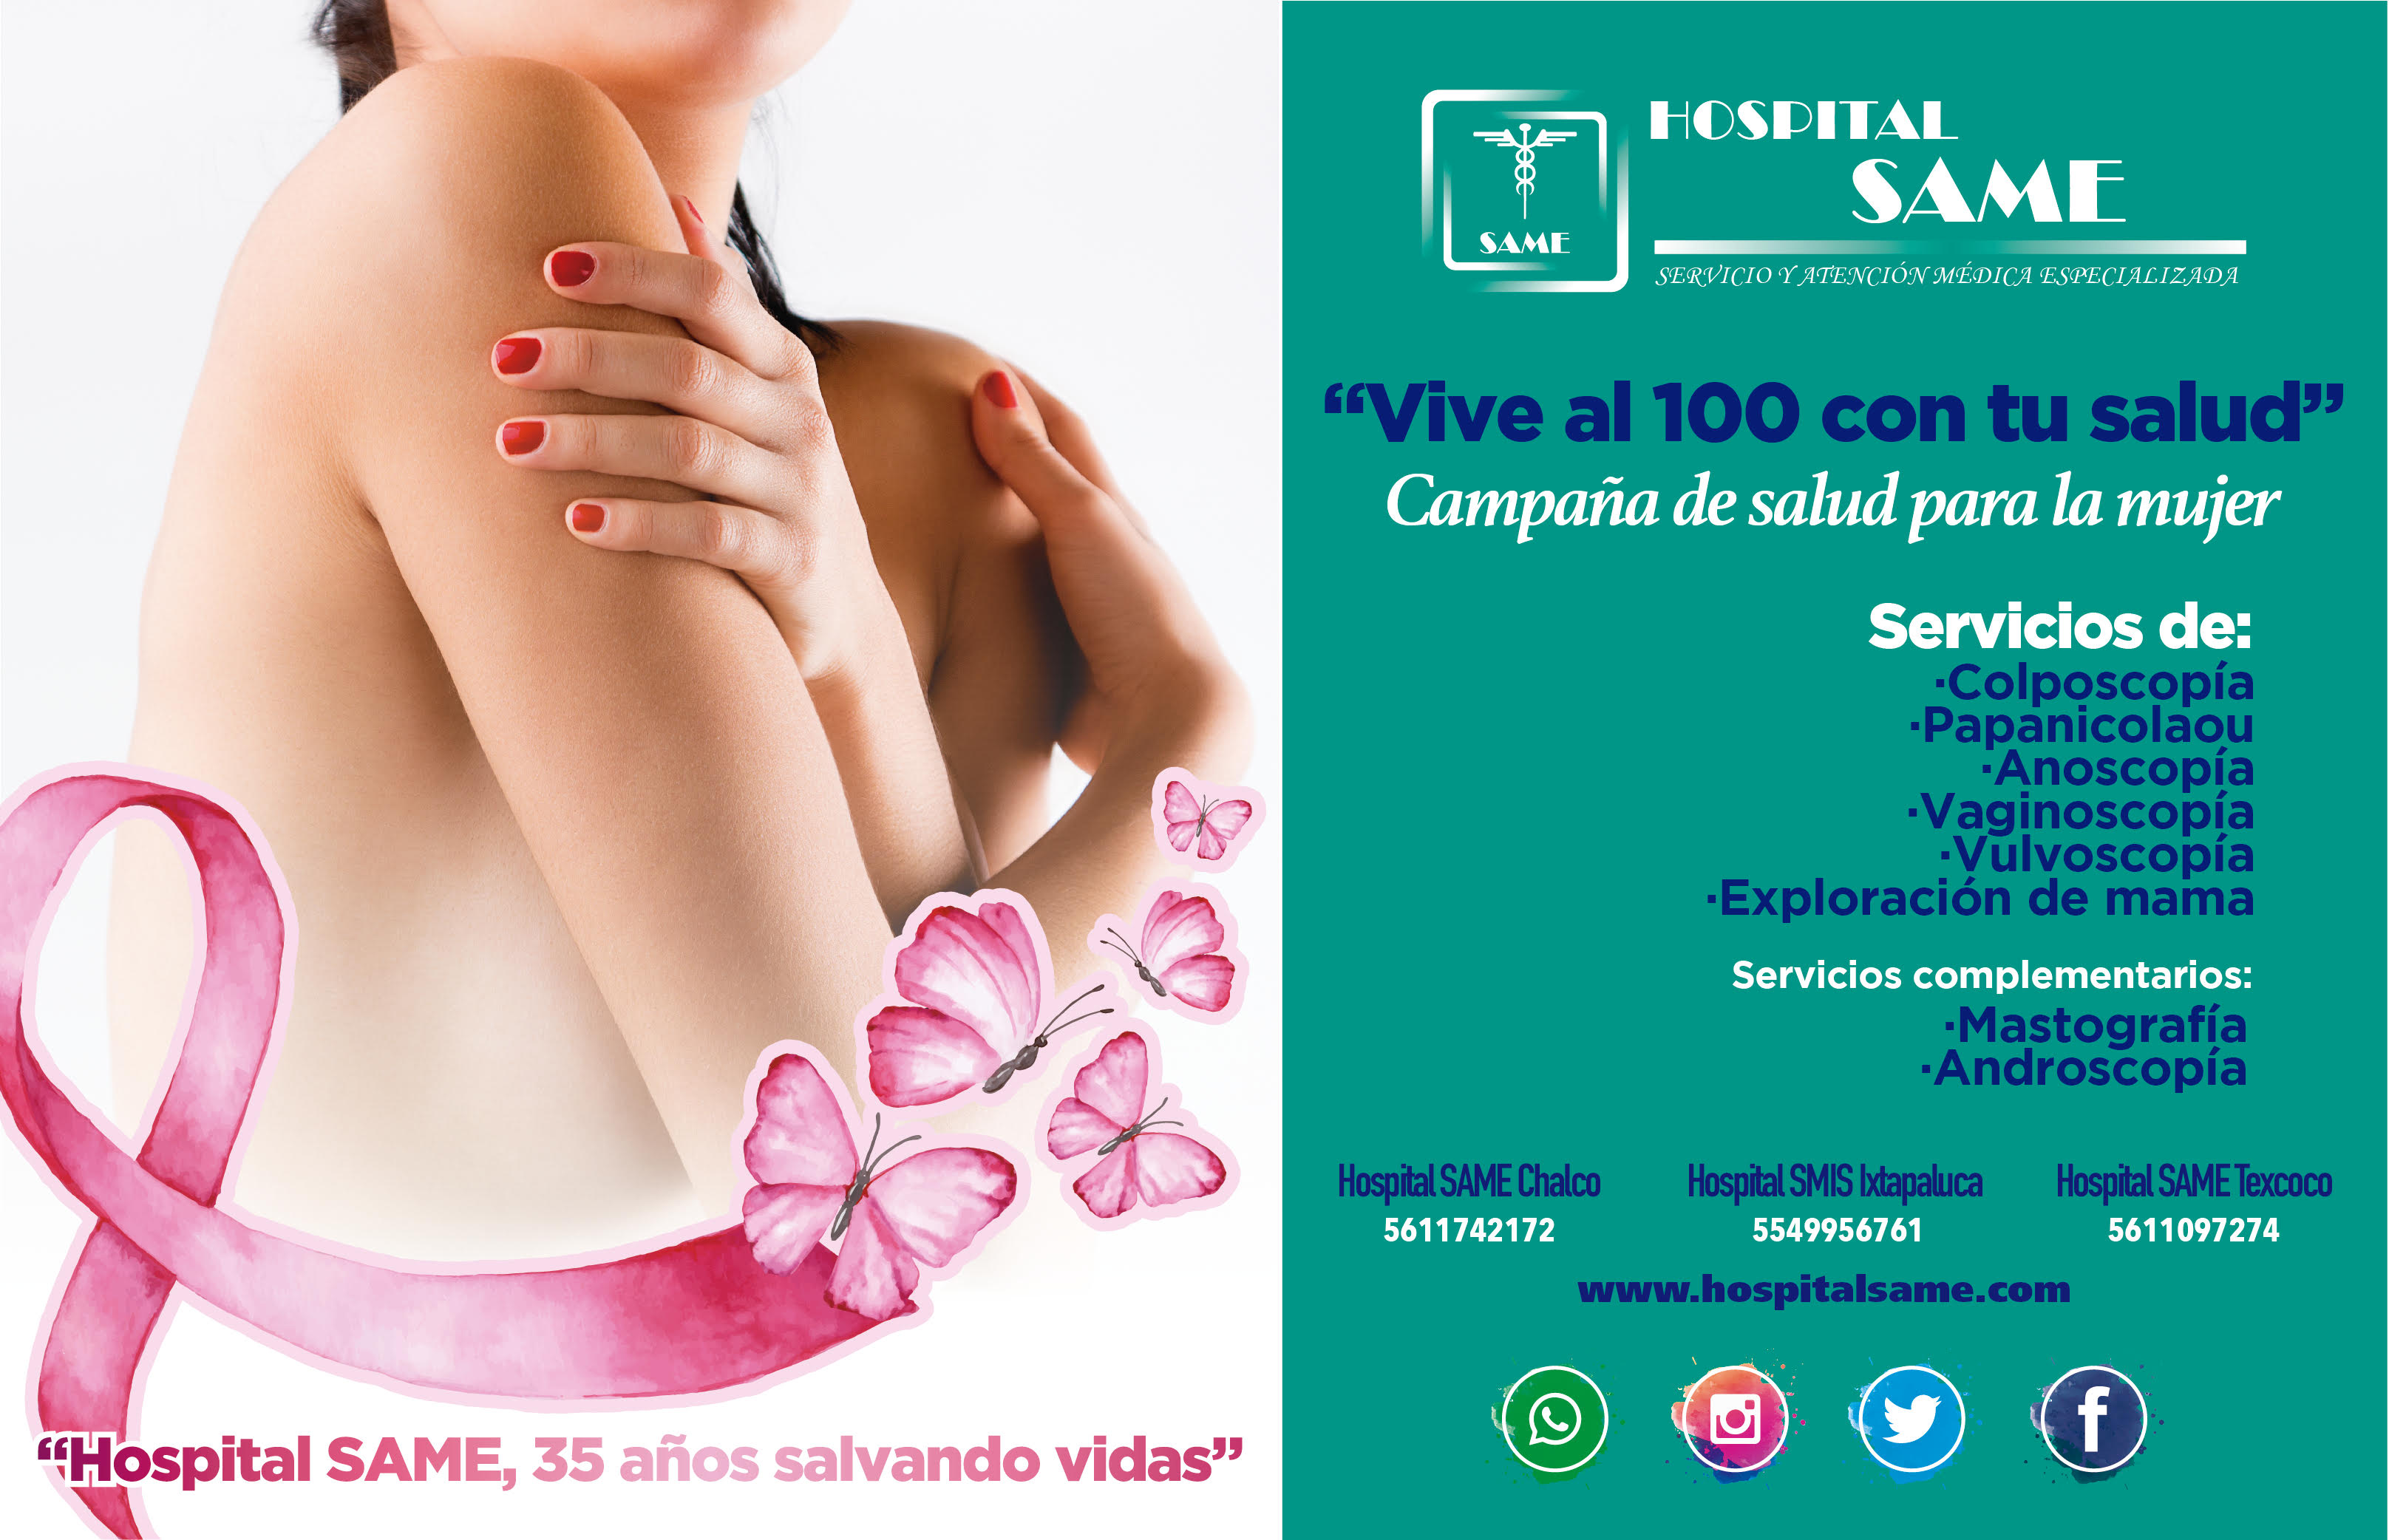 HOSPITAL
SAME
SAME
SERVICIO Y ATENCIÓN MÉDICA ESPECIALIZADA
“Vive al 100 con tu salud”
Campaña de salud para la mujer
Servicios de:
·Colposcopía
·Papanicolaou
·Anoscopía
·Vaginoscopía
·Vulvoscopía
·Exploración de mama
Servicios complementarios:
·Mastografía
·Androscopía
Hospital SAME Chalco
5611742172
Hospital SMIS Ixtapaluca
5549956761
Hospital SAME Texcoco
5611097274
www.hospitalsame.com
“Hospital SAME, 35 años salvando vidas”